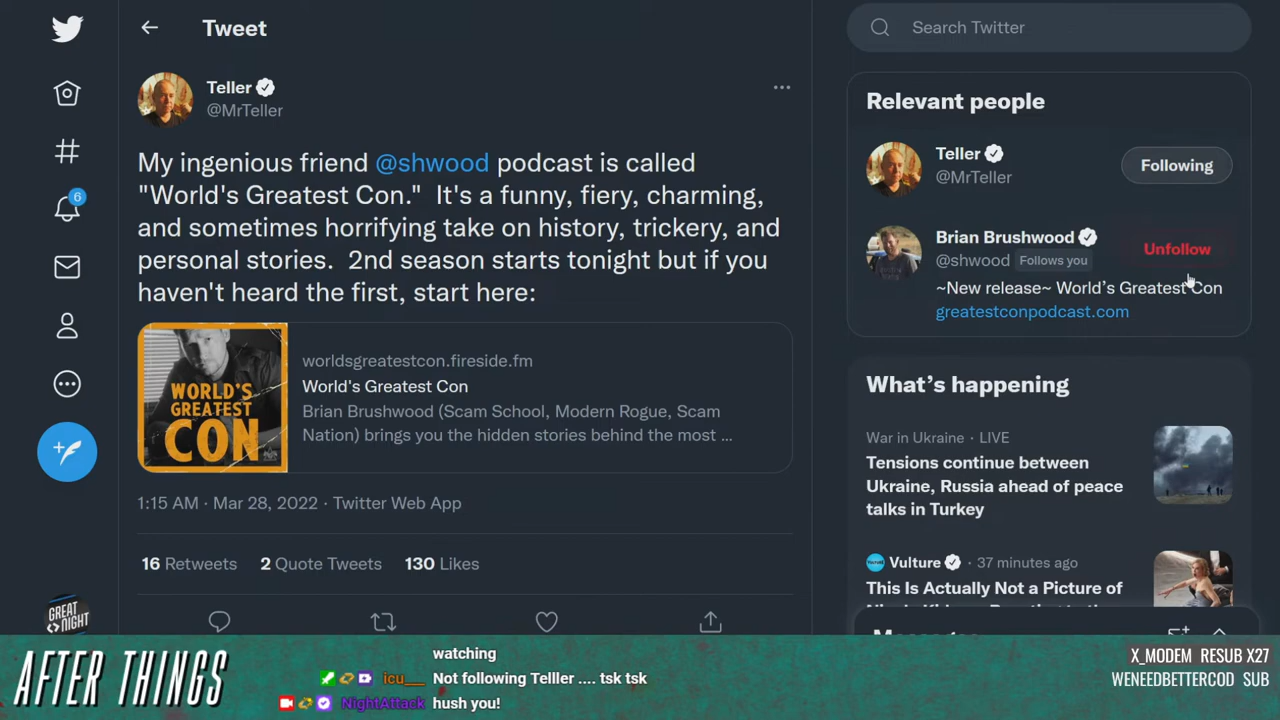 Tweet
Search Twitter
Teller
@MrTeller
My ingenious friend @shwood podcast is called
"World's Greatest Con."  It's a funny, fiery, charming,
and sometimes horrifying take on history, trickery, and
personal stories.  2nd season starts tonight but if you
haven't heard the first, start here:
WORLD'S
GREATEST
CON
worldsgreatestcon.fireside.fm
World's Greatest Con
Brian Brushwood (Scam School, Modern Rogue, Scam
Nation) brings you the hidden stories behind the most ...
1:15 AM · Mar 28, 2022 · Twitter Web App
16 Retweets 2 Quote Tweets 130 Likes
Relevant people
Teller
@MrTeller
Following
Brian Brushwood
@shwood Follows you
Unfollow
~New release~ World's Greatest Con
greatestconpodcast.com
What's happening
War in Ukraine · LIVE
Tensions continue between
Ukraine, Russia ahead of peace
talks in Turkey
Vulture · 37 minutes ago
This Is Actually Not a Picture of
6
GREAT
NIGHT
AFTER THINGS
watching
icu___ Not following Telller .... tsk tsk
NightAttack hush you!
X_MODEM RESUB X27
WENEEDBETTERCOD SUB